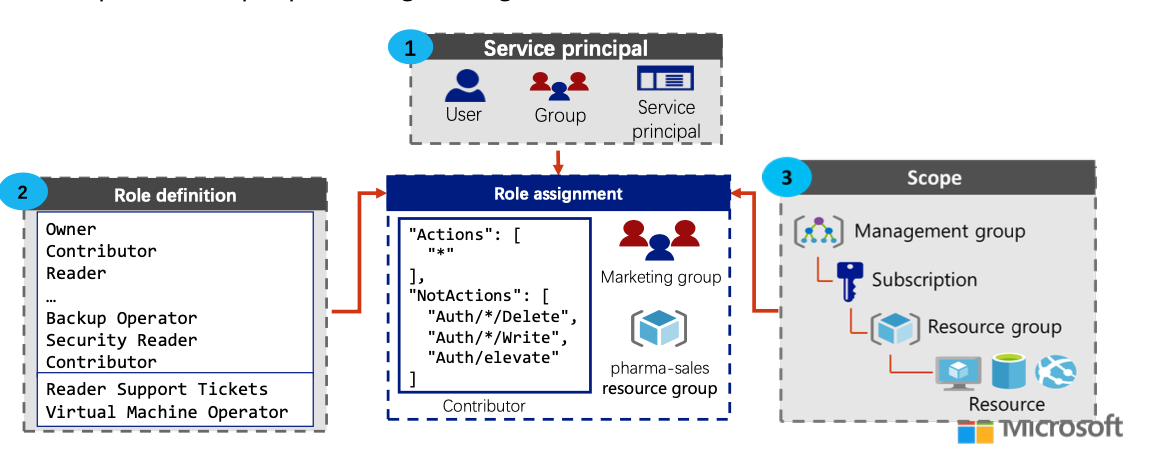 1
Service principal
User
Group
Service
principal
2
Role definition
Owner
Contributor
Reader
…
Backup Operator
Security Reader
Contributor
Reader Support Tickets
Virtual Machine Operator
Role assignment
"Actions": [
"*"
],
"NotActions": [
"Auth/*/Delete",
"Auth/*/Write",
"Auth/elevate"
]
Contributor
Marketing group
pharma-sales
resource group
3
Scope
Management group
Subscription
Resource group
Resource
Microsoft